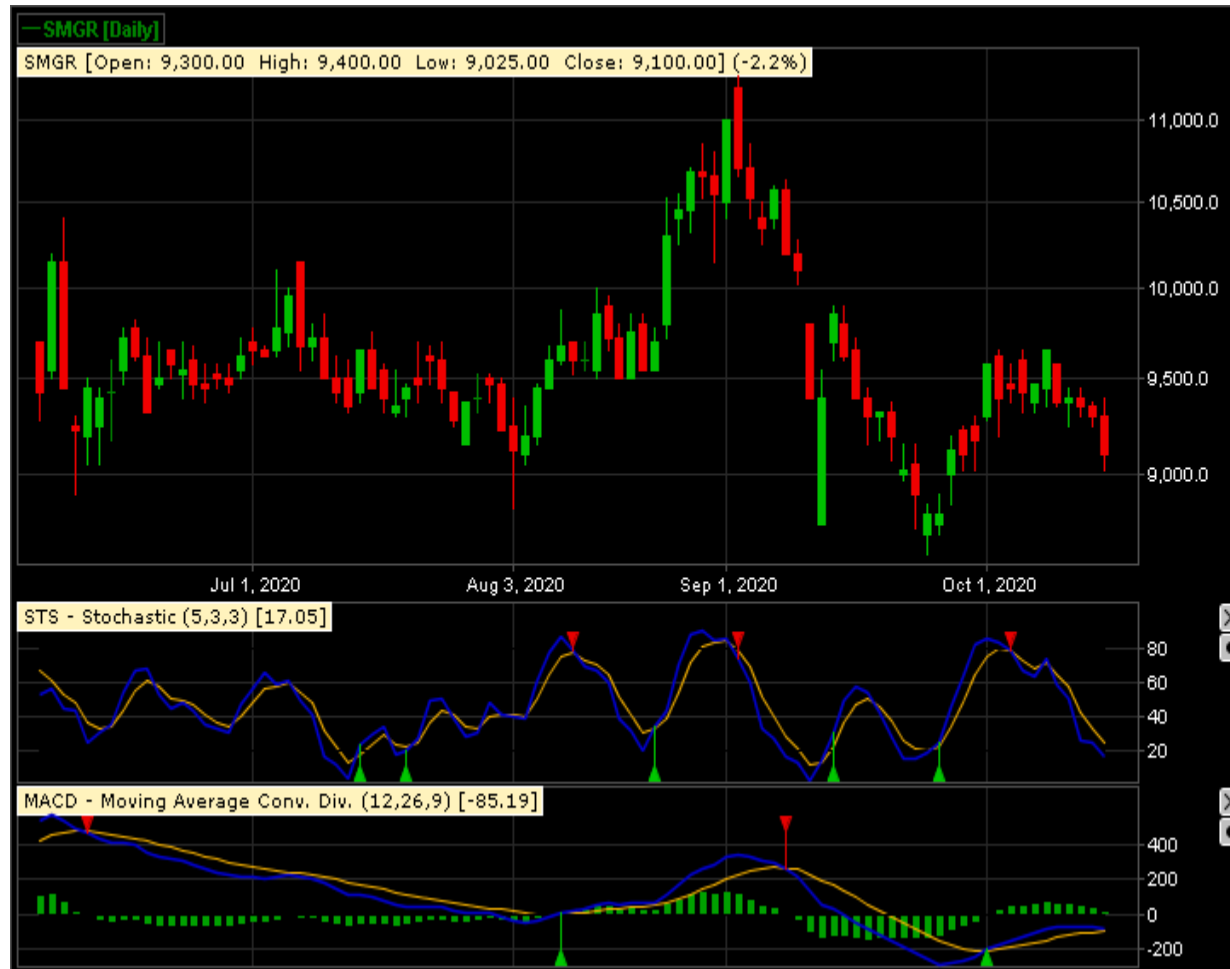 SMGR [Daily]
SMGR [Open: 9,300.00 High: 9,400.00 Low: 9,025.00 Close: 9,100.00] (-2.2%)
11,000.0
10,500.0
10,000.0
9,500.0
9,000.0
Jul 1, 2020 Aug 3, 2020 Sep 1, 2020 Oct 1, 2020
STS - Stochastic (5,3,3) [17.05]
80
60
40
20
MACD - Moving Average Conv. Div. (12,26,9) [-85.19]
400
200
0
-200